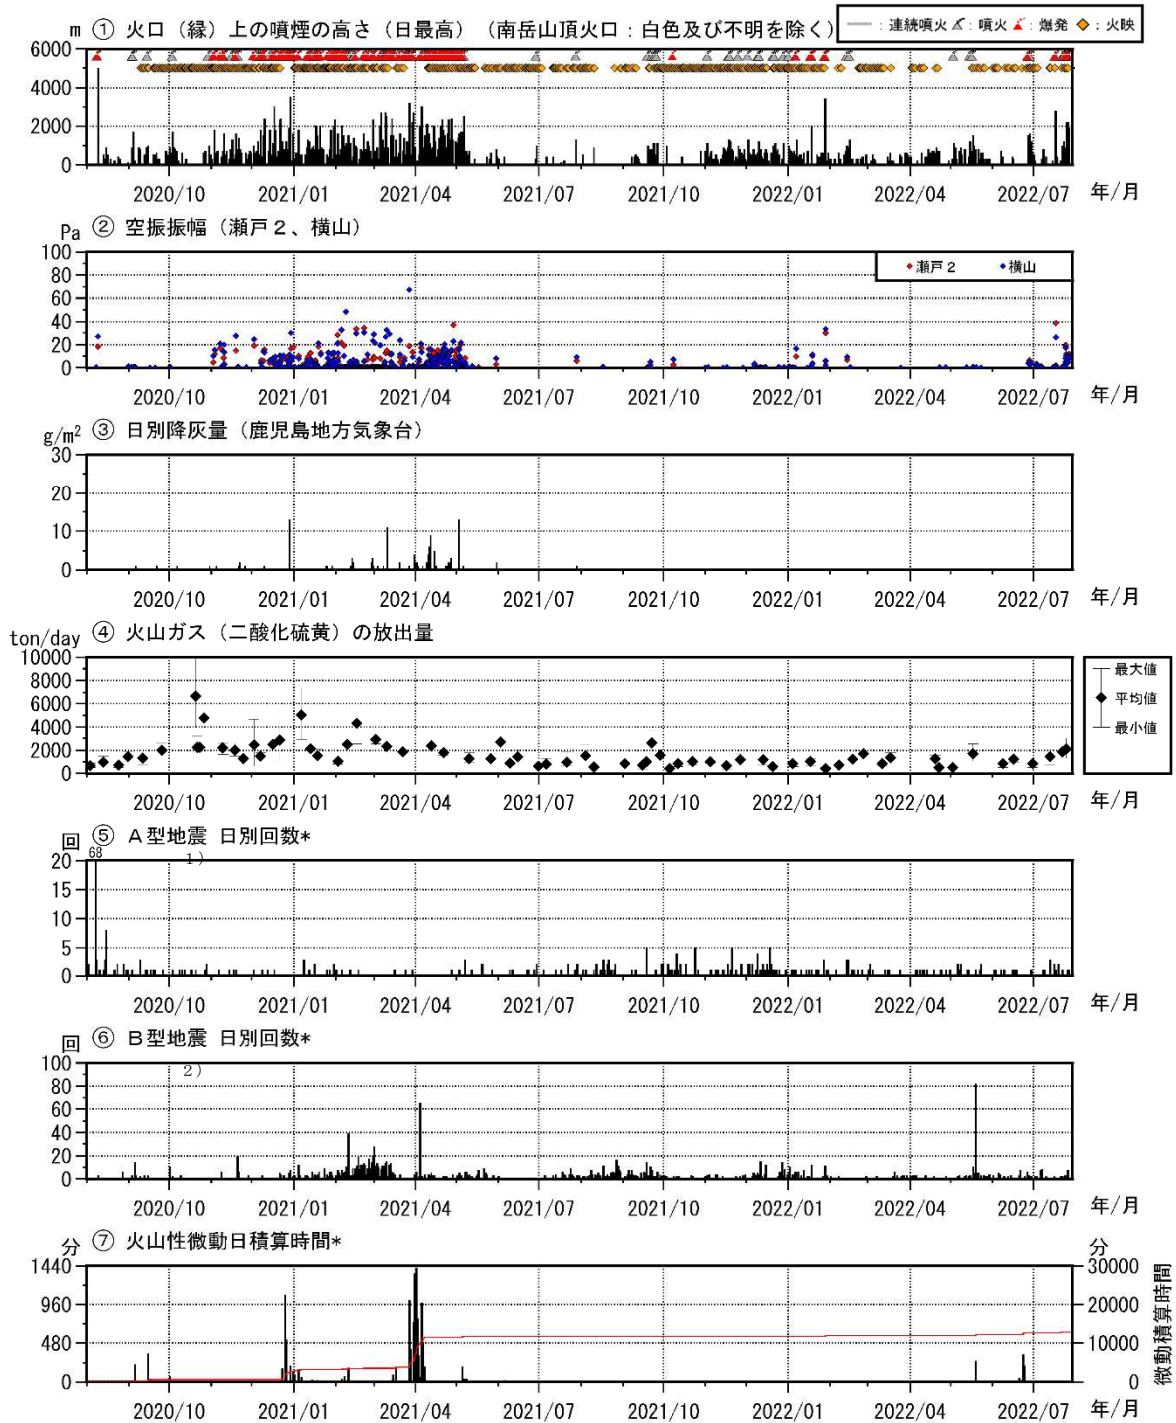 m ① 火口（縁）上の噴煙の高さ（日最高）（南岳山頂火口：白色及び不明を除く）
：連続噴火 ：噴火 ：爆発 ：火映
6000
4000
2000
0
2020/10 2021/01 2021/04 2021/07 2021/10 2022/01 2022/04 2022/07 年/月
Pa ② 空振振幅（瀬戸２、横山）
瀬戸２ 横山
100
80
60
40
20
0
2020/10 2021/01 2021/04 2021/07 2021/10 2022/01 2022/04 2022/07 年/月
g/m² ③ 日別降灰量（鹿児島地方気象台）
30
20
10
0
2020/10 2021/01 2021/04 2021/07 2021/10 2022/01 2022/04 2022/07 年/月
ton/day ④ 火山ガス（二酸化硫黄）の放出量
10000
8000
6000
4000
2000
0
最大値
平均値
最小値
2020/10 2021/01 2021/04 2021/07 2021/10 2022/01 2022/04 2022/07 年/月
回 ⑤ Ａ型地震 日別回数*
68
1)
20
15
10
5
0
2020/10 2021/01 2021/04 2021/07 2021/10 2022/01 2022/04 2022/07 年/月
回 ⑥ Ｂ型地震 日別回数*
2)
100
80
60
40
20
0
2020/10 2021/01 2021/04 2021/07 2021/10 2022/01 2022/04 2022/07 年/月
分 ⑦ 火山性微動日積算時間* 分
1440
960
480
0
30000
20000
10000
0
微動積算時間
2020/10 2021/01 2021/04 2021/07 2021/10 2022/01 2022/04 2022/07 年/月